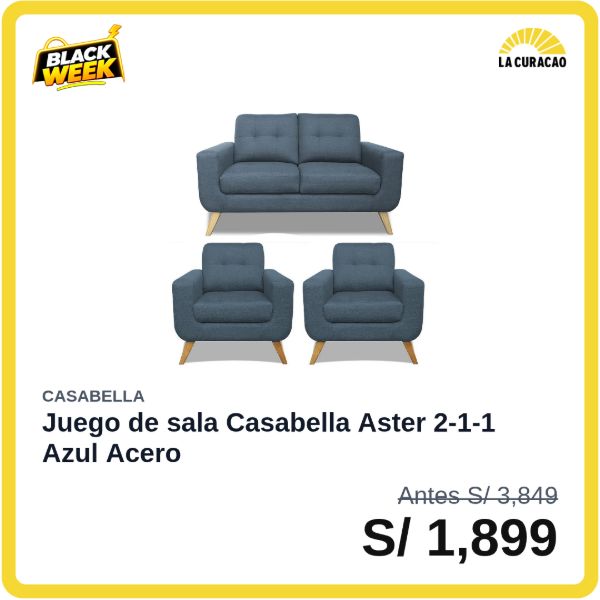 BLACK
WEEK
LA CURACAO
CASABELLA
Juego de sala Casabella Aster 2-1-1
Azul Acero
Antes S/ 3,849
S/ 1,899